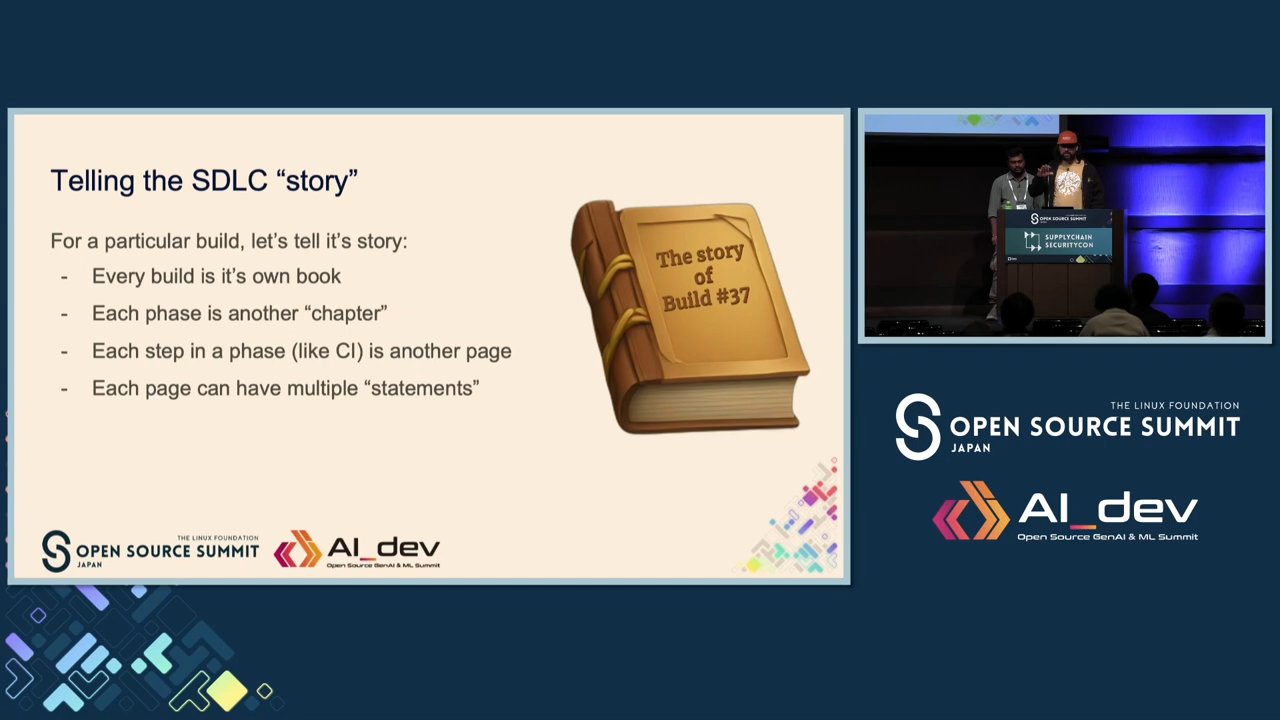 Telling the SDLC “story”
For a particular build, let’s tell it’s story:
- Every build is it’s own book
- Each phase is another “chapter”
- Each step in a phase (like CI) is another page
- Each page can have multiple “statements”
The story
of
Build #37
THE LINUX FOUNDATION
OPEN SOURCE SUMMIT
JAPAN
AI_dev
Open Source GenAI & ML Summit
OPEN SOURCE SUMMIT
SUPPLYCHAIN
SECURITYCON
THE LINUX FOUNDATION
OPEN SOURCE SUMMIT
JAPAN
AI_dev
Open Source GenAI & ML Summit